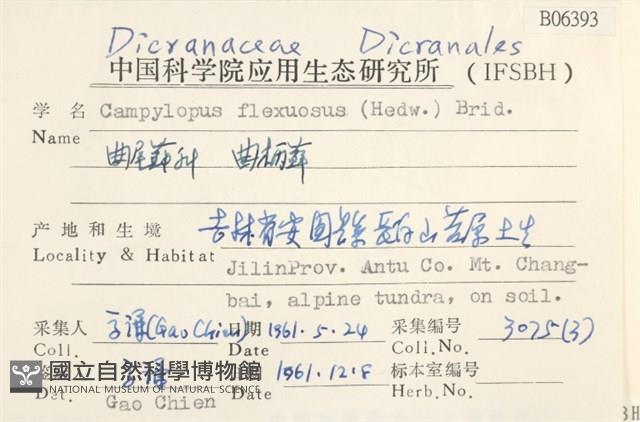 B06393
Dicranaceae Dicranales
中国科学院应用生态研究所 (IFSBH)
学名 Campylopus flexuosus (Hedw.) Brid.
Name
曲尾藓科 曲柄藓
产地和生境 吉林省安图县长白山苔原土生
Locality & Habitat JilinProv. Antu Co. Mt. Chang-
bai, alpine tundra, on soil.
采集人 高谦(Gao Chien) 日期 1961.5.24 采集编号 3075(3)
Coll. Date Coll.No.
高谦 1961.12.8 标本室编号
國立自然科學博物館
NATIONAL MUSEUM OF NATURAL SCIENCE
Det. Gao Chien Date Herb.No.
BH